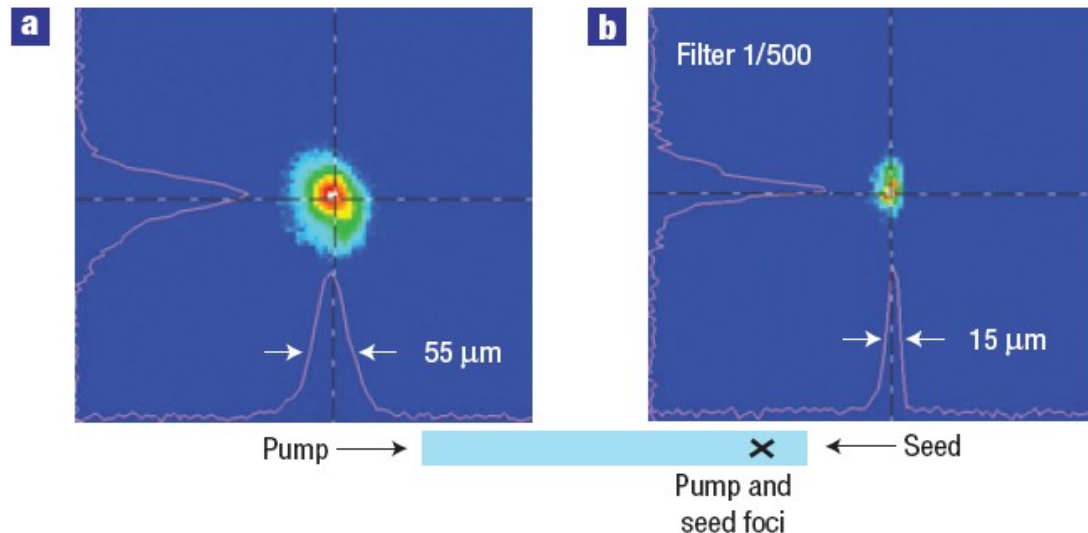 a
b
Filter 1/500
55 μm
15 μm
Pump
Seed
Pump and
seed foci